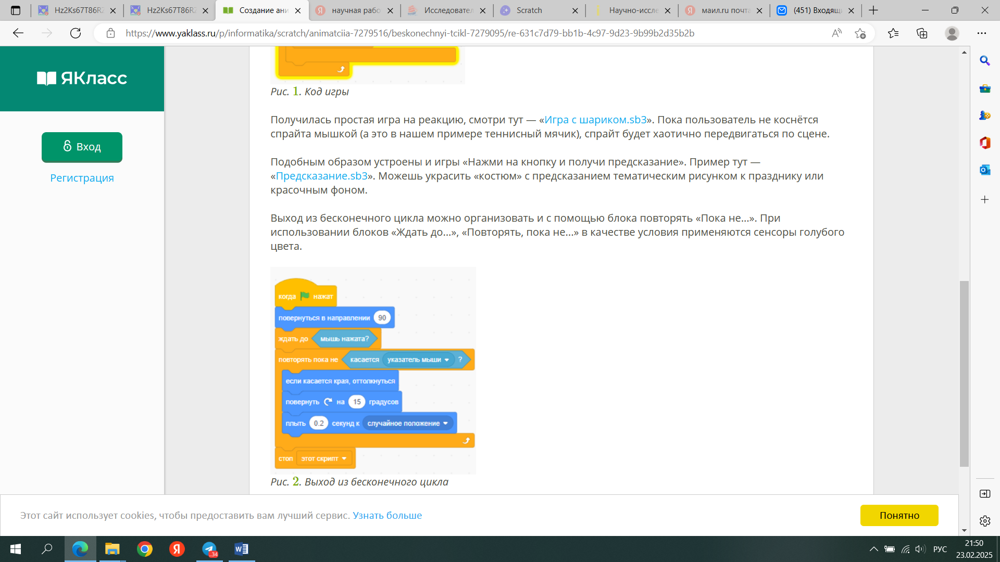 Hz2Ks67T86RZ
Hz2Ks67T86RZ
Создание ани
научная рабо
Исследовател
Scratch
Научно-иссле
маил.ru почта
(451) Входящи
https://www.yaklass.ru/p/informatika/scratch/animatciia-7279516/beskonechnyi-tcikl-7279095/re-631c7d79-bb1b-4c97-9d23-9b99b2d35b2b
ЯКласс
Вход
Регистрация
Рис. 1. Код игры
Получилась простая игра на реакцию, смотри тут — «Игра с шариком.sb3». Пока пользователь не коснётся
спрайта мышкой (а это в нашем примере теннисный мячик), спрайт будет хаотично передвигаться по сцене.
Подобным образом устроены и игры «Нажми на кнопку и получи предсказание». Пример тут —
«Предсказание.sb3». Можешь украсить «костюм» с предсказанием тематическим рисунком к празднику или
красочным фоном.
Выход из бесконечного цикла можно организовать и с помощью блока повторять «Пока не...». При
использовании блоков «Ждать до...», «Повторять, пока не...» в качестве условия применяются сенсоры голубого
цвета.
когда нажат
повернуться в направлении 90
ждать до мышь нажата?
повторять пока не касается указатель мыши ?
если касается края, оттолкнуться
повернуть на 15 градусов
плыть 0.2 секунд к случайное положение
стоп этот скрипт
Рис. 2. Выход из бесконечного цикла
Этот сайт использует cookies, чтобы предоставить вам лучший сервис. Узнать больше
Понятно
..34
РУС
21:50
23.02.2025